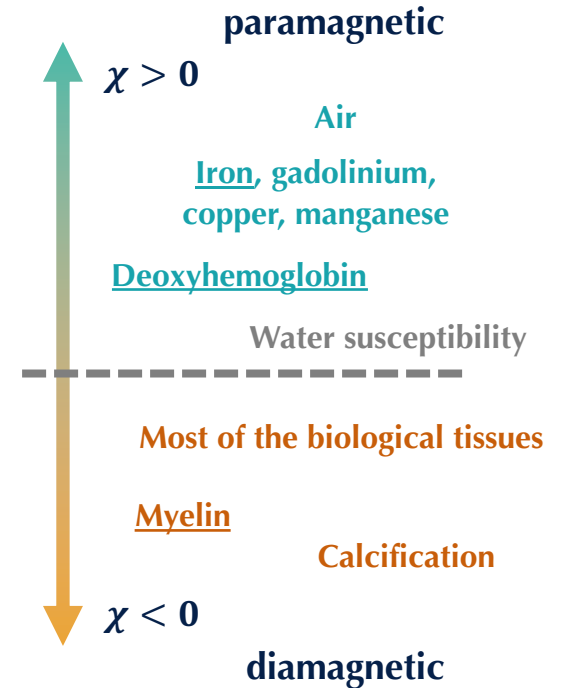 paramagnetic
χ > 0
Air
Iron, gadolinium,
copper, manganese
Deoxyhemoglobin
Water susceptibility
Most of the biological tissues
Myelin
Calcification
χ < 0
diamagnetic